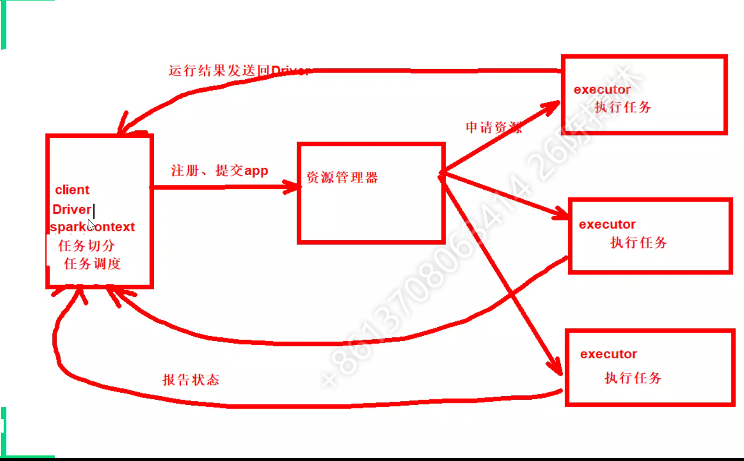 运行结果发送回Driver
executor
执行任务
申请资源
注册、提交app
资源管理器
client
Driver
sparkcontext
任务切分
任务调度
executor
执行任务
报告状态
executor
执行任务